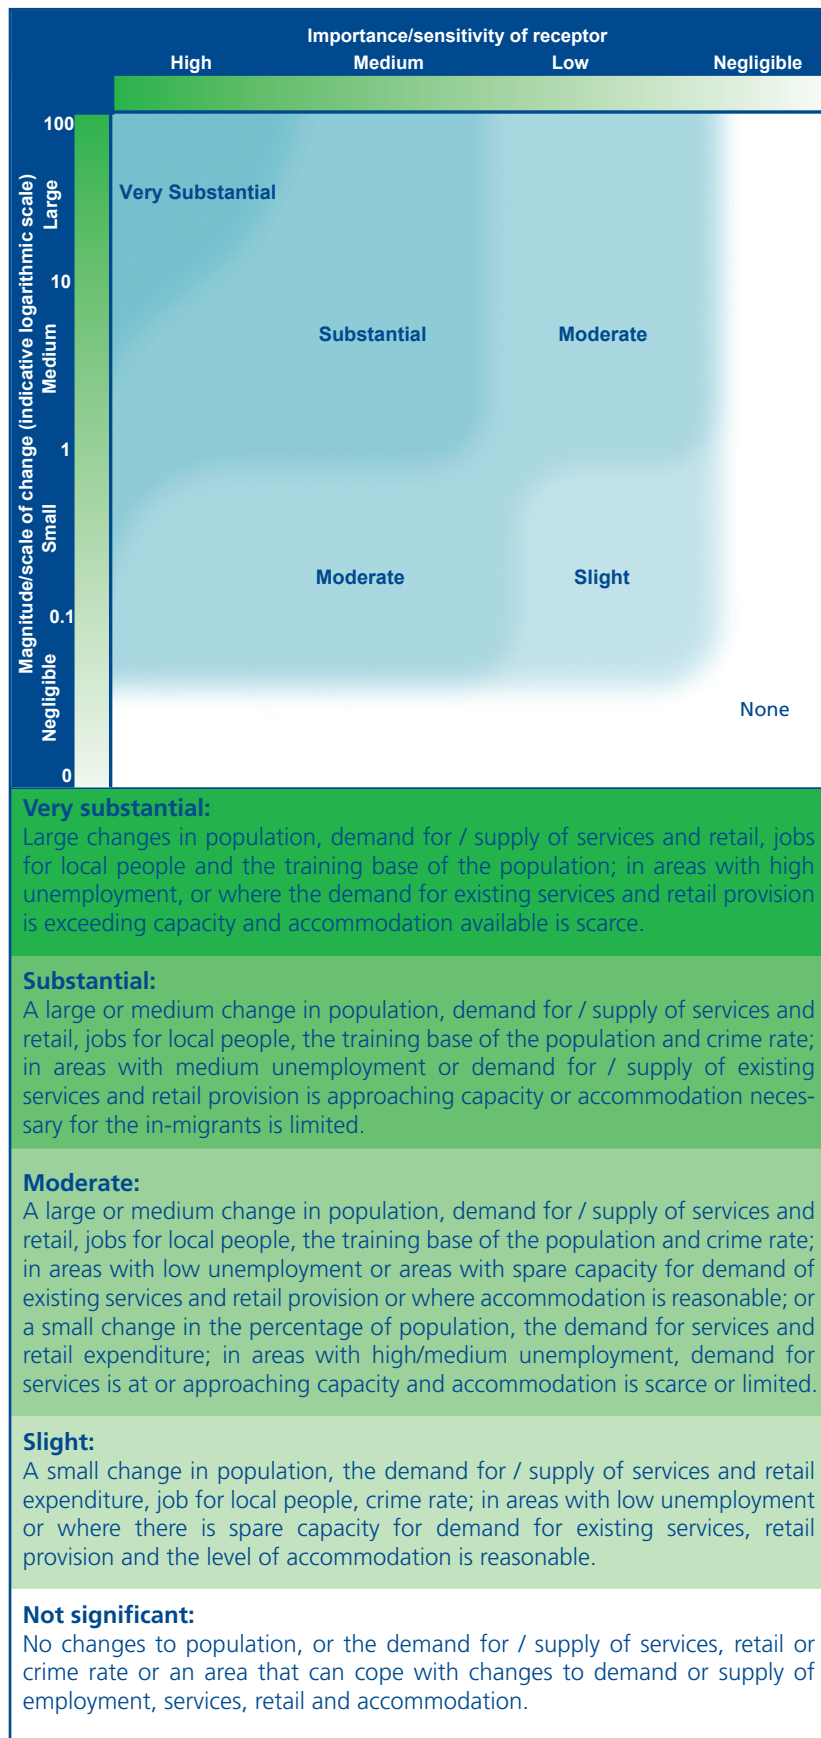 Importance/sensitivity of receptor
High Medium Low Negligible
Magnitude/scale of change (indicative logarithmic scale)
100
Large
10
Medium
1
Small
0.1
Negligible
0
Very Substantial
Substantial
Moderate
Moderate
Slight
None
Very substantial:
Large changes in population, demand for / supply of services and retail, jobs
for local people and the training base of the population; in areas with high
unemployment, or where the demand for existing services and retail provision
is exceeding capacity and accommodation available is scarce.
Substantial:
A large or medium change in population, demand for / supply of services and
retail, jobs for local people, the training base of the population and crime rate;
in areas with medium unemployment or demand for / supply of existing
services and retail provision is approaching capacity or accommodation neces-
sary for the in-migrants is limited.
Moderate:
A large or medium change in population, demand for / supply of services and
retail, jobs for local people, the training base of the population and crime rate;
in areas with low unemployment or areas with spare capacity for demand of
existing services and retail provision or where accommodation is reasonable; or
a small change in the percentage of population, the demand for services and
retail expenditure; in areas with high/medium unemployment, demand for
services is at or approaching capacity and accommodation is scarce or limited.
Slight:
A small change in population, the demand for / supply of services and retail
expenditure, job for local people, crime rate; in areas with low unemployment
or where there is spare capacity for demand for existing services, retail
provision and the level of accommodation is reasonable.
Not significant:
No changes to population, or the demand for / supply of services, retail or
crime rate or an area that can cope with changes to demand or supply of
employment, services, retail and accommodation.